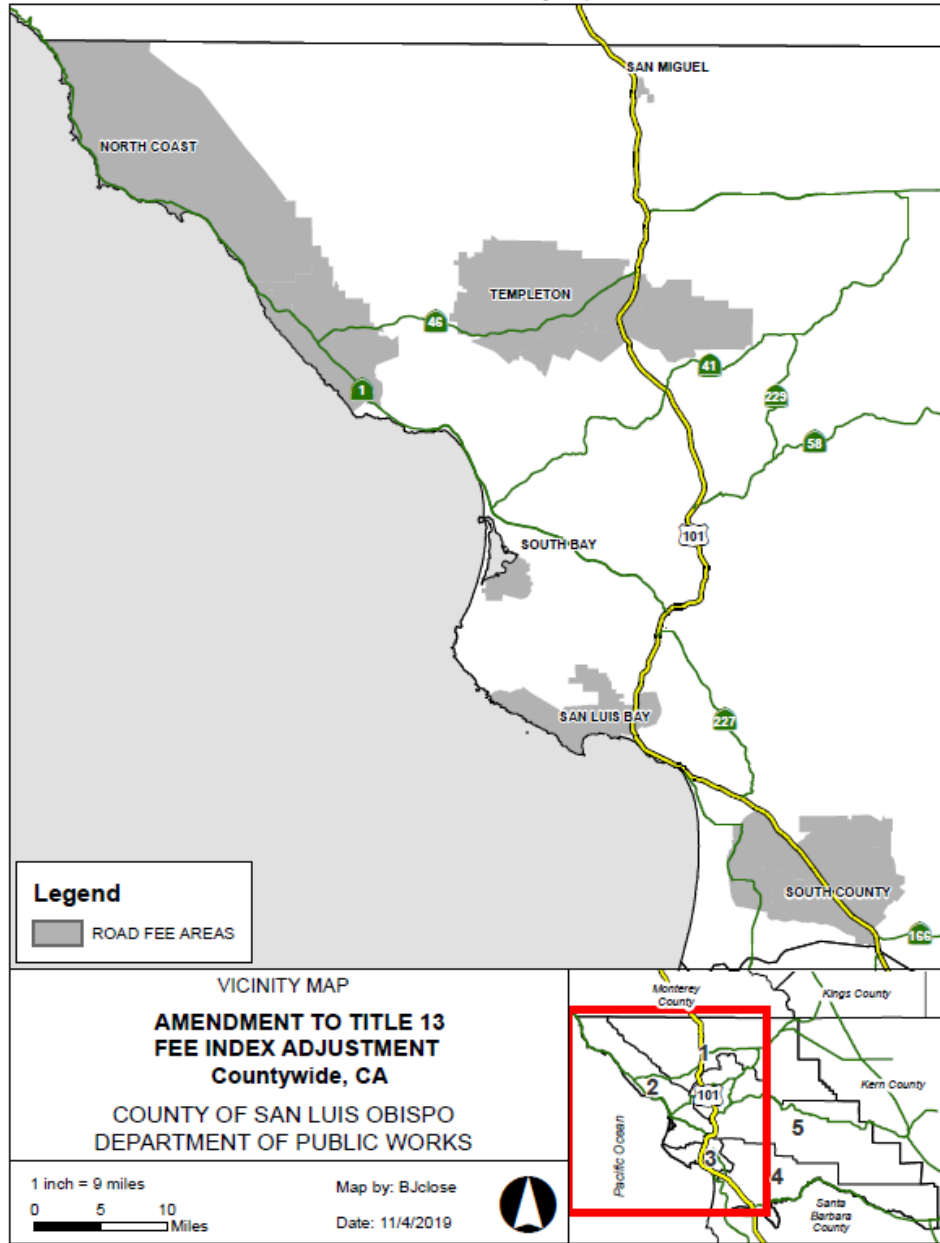 SAN MIGUEL
NORTH COAST
TEMPLETON
46
41
1
229
58
101
SOUTH BAY
SAN LUIS BAY
227
SOUTH COUNTY
166
Legend
ROAD FEE AREAS
VICINITY MAP
AMENDMENT TO TITLE 13
FEE INDEX ADJUSTMENT
Countywide, CA
COUNTY OF SAN LUIS OBISPO
DEPARTMENT OF PUBLIC WORKS
1 inch = 9 miles
0 5 10
Miles
Map by: BJclose
Date: 11/4/2019
Monterey
County
Kings County
1
2
101
Kern County
5
3
4
Pacific Ocean
Santa
Barbara
County